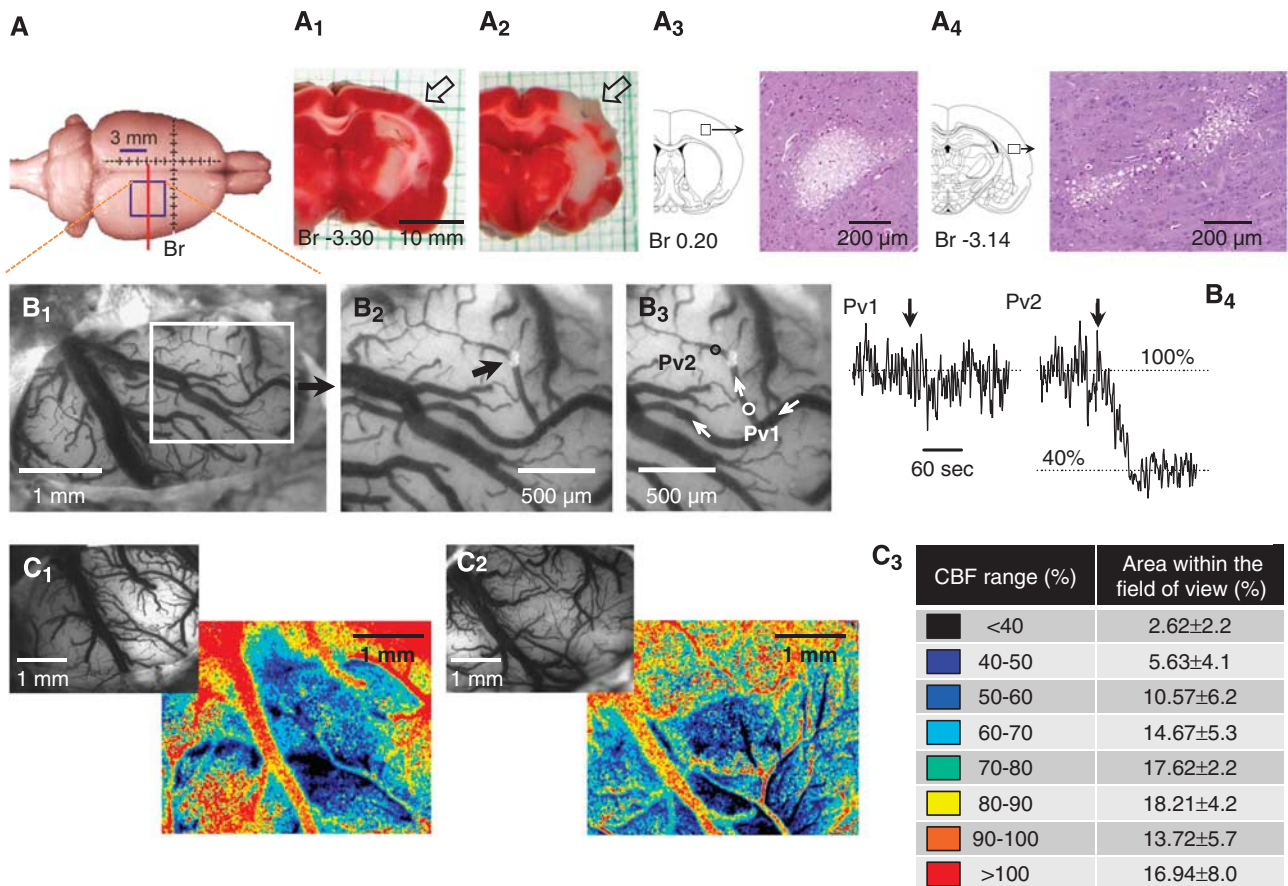 A
A1
A2
A3
A4
3 mm
Br
Br -3.30
10 mm
Br 0.20
200 µm
Br -3.14
200 µm
B1
1 mm
B2
500 µm
B3
Pv2
Pv1
500 µm
B4
Pv1
Pv2
100%
40%
60 sec
C1
1 mm
1 mm
C2
1 mm
1 mm
C3
CBF range (%)
Area within the
field of view (%)
<40 2.62±2.2
40-50 5.63±4.1
50-60 10.57±6.2
60-70 14.67±5.3
70-80 17.62±2.2
80-90 18.21±4.2
90-100 13.72±5.7
>100 16.94±8.0